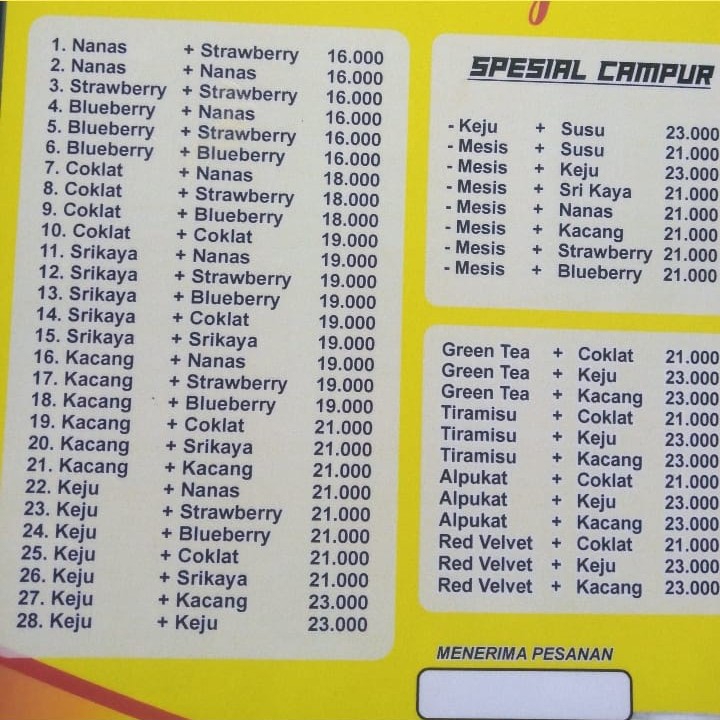 1. Nanas + Strawberry 16.000
2. Nanas + Nanas 16.000
3. Strawberry + Strawberry 16.000
4. Blueberry + Nanas 16.000
5. Blueberry + Strawberry 16.000
6. Blueberry + Blueberry 16.000
7. Coklat + Nanas 18.000
8. Coklat + Strawberry 18.000
9. Coklat + Blueberry 18.000
10. Coklat + Coklat 19.000
11. Srikaya + Nanas 19.000
12. Srikaya + Strawberry 19.000
13. Srikaya + Blueberry 19.000
14. Srikaya + Coklat 19.000
15. Srikaya + Srikaya 19.000
16. Kacang + Nanas 19.000
17. Kacang + Strawberry 19.000
18. Kacang + Blueberry 19.000
19. Kacang + Coklat 21.000
20. Kacang + Srikaya 21.000
21. Kacang + Kacang 21.000
22. Keju + Nanas 21.000
23. Keju + Strawberry 21.000
24. Keju + Blueberry 21.000
25. Keju + Coklat 21.000
26. Keju + Srikaya 21.000
27. Keju + Kacang 23.000
28. Keju + Keju 23.000
SPESIAL CAMPUR
- Keju + Susu 23.000
- Mesis + Susu 21.000
- Mesis + Keju 23.000
- Mesis + Sri Kaya 21.000
- Mesis + Nanas 21.000
- Mesis + Kacang 21.000
- Mesis + Strawberry 21.000
- Mesis + Blueberry 21.000
Green Tea + Coklat 21.000
Green Tea + Keju 23.000
Green Tea + Kacang 23.000
Tiramisu + Coklat 21.000
Tiramisu + Keju 23.000
Tiramisu + Kacang 23.000
Alpukat + Coklat 21.000
Alpukat + Keju 23.000
Alpukat + Kacang 23.000
Red Velvet + Coklat 21.000
Red Velvet + Keju 23.000
Red Velvet + Kacang 23.000
MENERIMA PESANAN